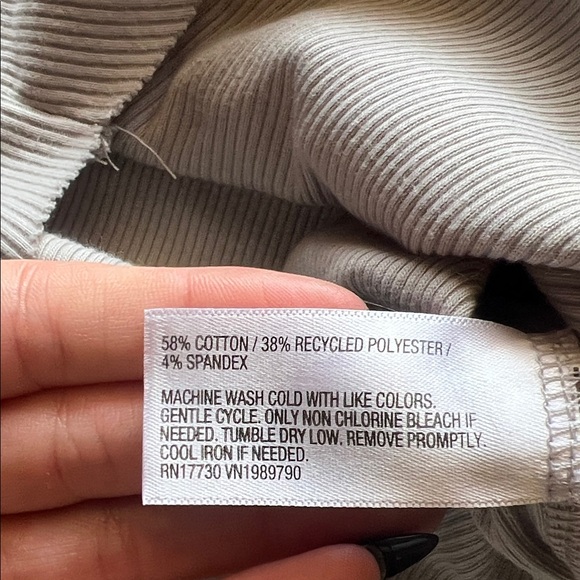 58% COTTON / 38% RECYCLED POLYESTER /
4% SPANDEX
MACHINE WASH COLD WITH LIKE COLORS.
GENTLE CYCLE. ONLY NON CHLORINE BLEACH IF
NEEDED. TUMBLE DRY LOW. REMOVE PROMPTLY.
COOL IRON IF NEEDED.
RN17730 VN1989790